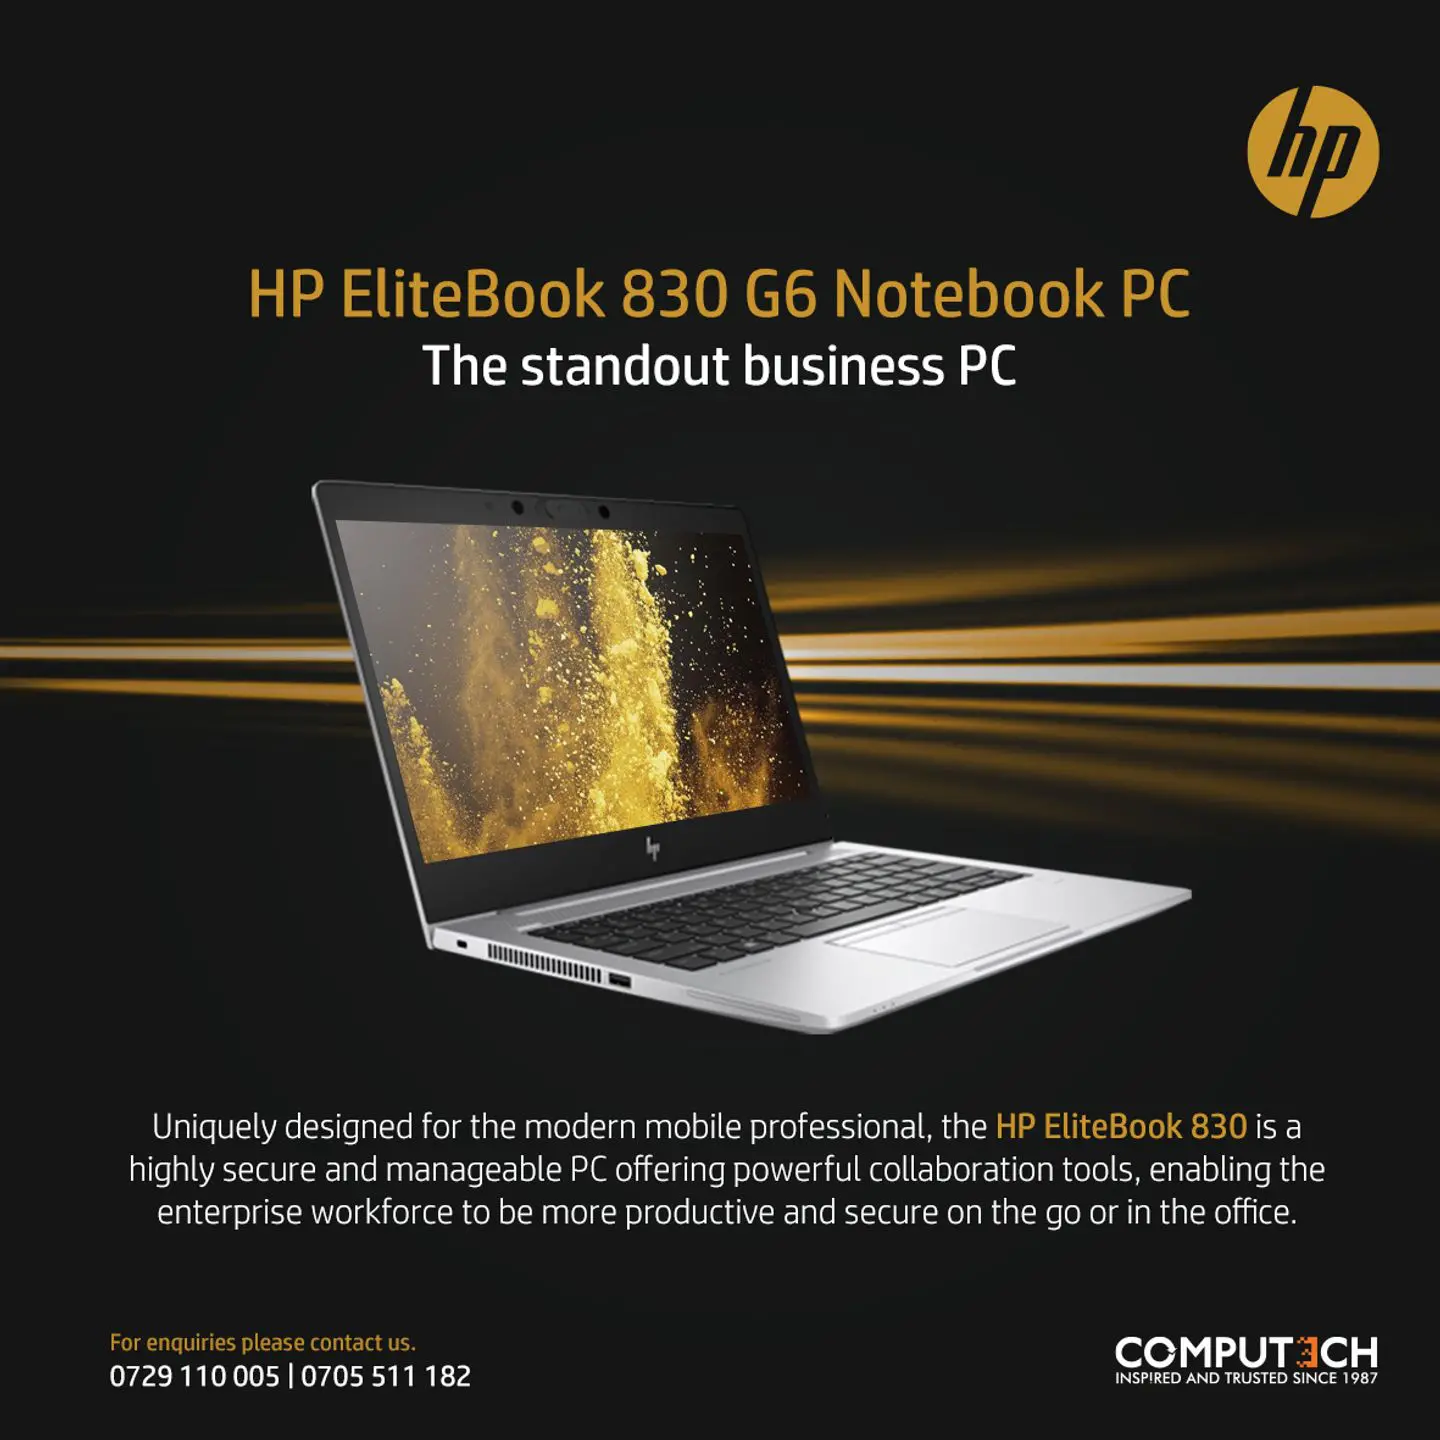 hp
HP EliteBook 830 G6 Notebook PC
The standout business PC
Uniquely designed for the modern mobile professional, the HP EliteBook 830 is a
highly secure and manageable PC offering powerful collaboration tools, enabling the
enterprise workforce to be more productive and secure on the go or in the office.
For enquiries please contact us.
0729 110 005 | 0705 511 182
COMPUTECH
INSPIRED AND TRUSTED SINCE 1987